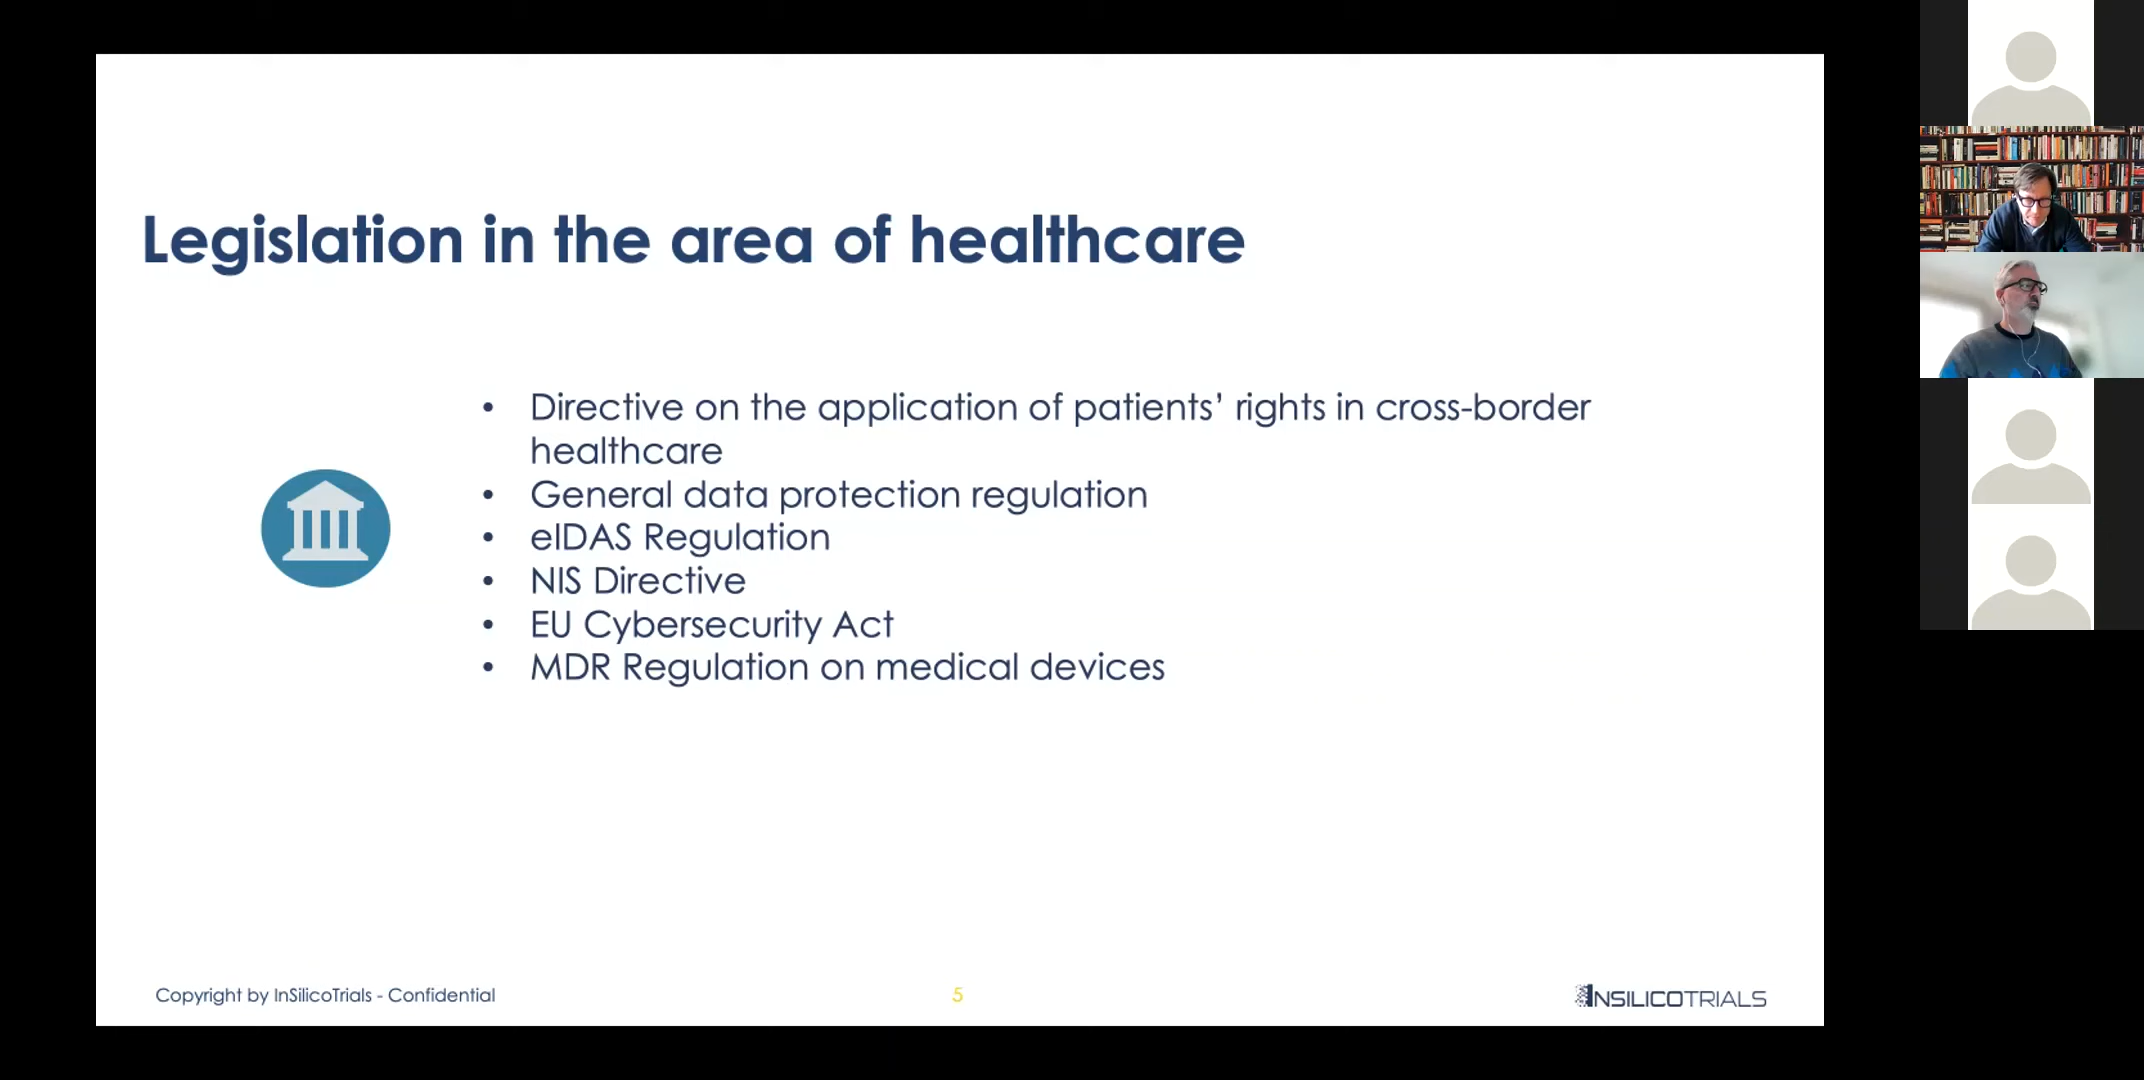 Legislation in the area of healthcare
• Directive on the application of patients’ rights in cross-border
healthcare
• General data protection regulation
• eIDAS Regulation
• NIS Directive
• EU Cybersecurity Act
• MDR Regulation on medical devices
Copyright by InSilicoTrials - Confidential
5
INSILICOTRIALS